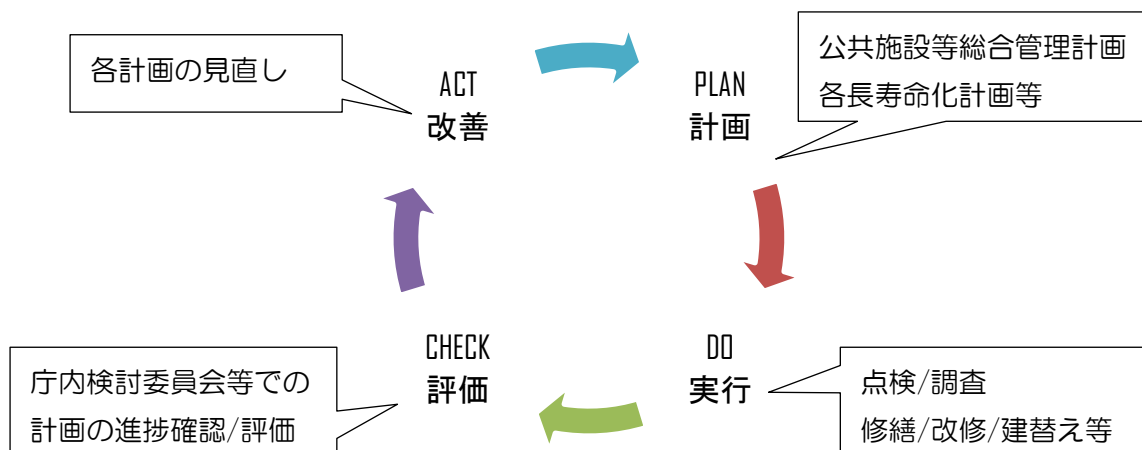 各計画の見直し
ACT
改善
PLAN
計画
公共施設等総合管理計画
各長寿命化計画等
CHECK
評価
庁内検討委員会等での
計画の進捗確認/評価
DO
実行
点検/調査
修繕/改修/建替え等